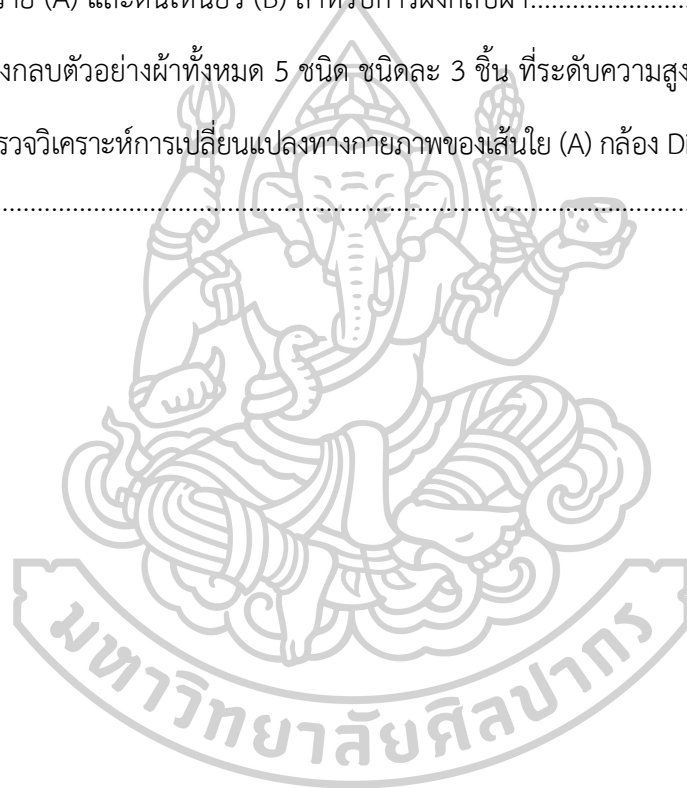 (A) และดินเหนียว (B) สำหรับการฝังกลบผ้า........................
งกลบตัวอย่างผ้าทั้งหมด 5 ชนิด ชนิดละ 3 ชิ้น ที่ระดับความสูง
รวจวิเคราะห์การเปลี่ยนแปลงทางกายภาพของเส้นใย (A) กล้อง Di
........................................................................................................
มหาวิทยาลัยศิลปากร